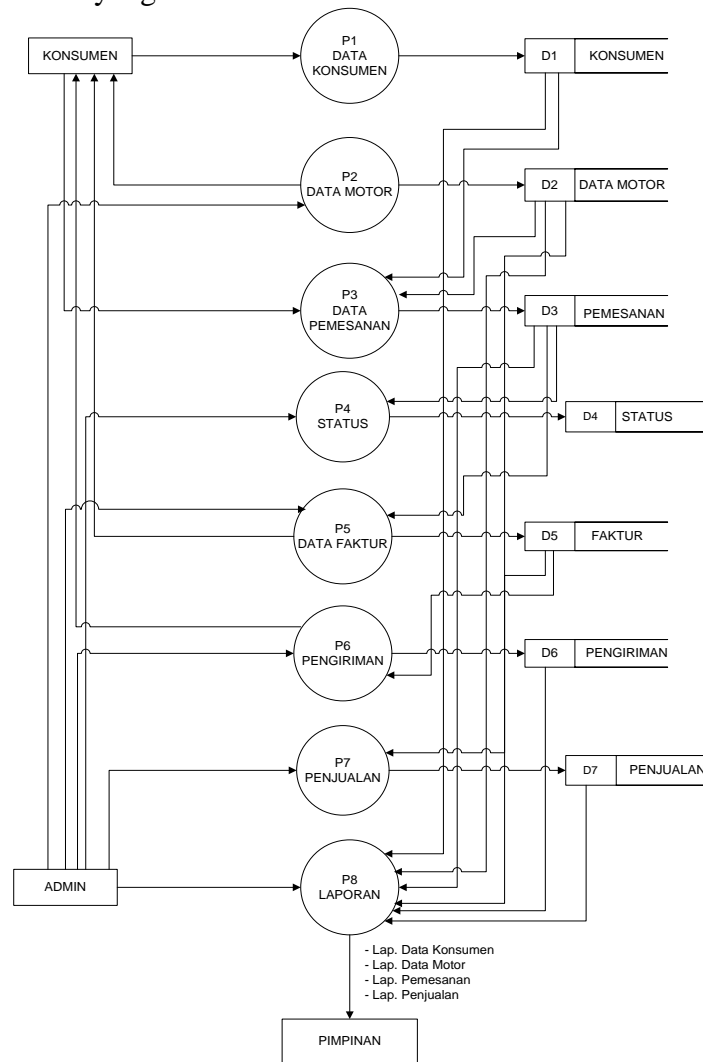 KONSUMEN
P1
DATA
KONSUMEN
D1
KONSUMEN
P2
DATA MOTOR
D2
DATA MOTOR
P3
DATA
PEMESANAN
D3
PEMESANAN
P4
STATUS
D4
STATUS
P5
DATA FAKTUR
D5
FAKTUR
P6
PENGIRIMAN
D6
PENGIRIMAN
P7
PENJUALAN
D7
PENJUALAN
ADMIN
P8
LAPORAN
- Lap. Data Konsumen
- Lap. Data Motor
- Lap. Pemesanan
- Lap. Penjualan
PIMPINAN